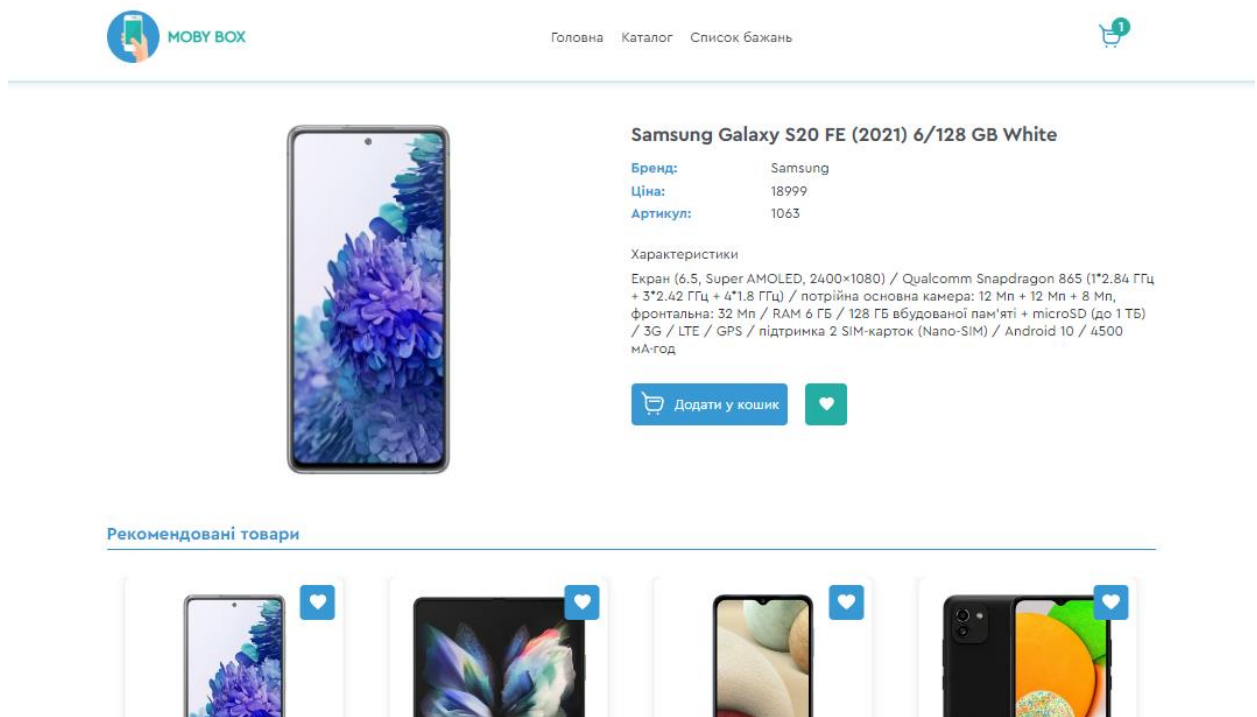 MOBY BOX
Головна Каталог Список бажань
1
Samsung Galaxy S20 FE (2021) 6/128 GB White
Бренд: Samsung
Ціна: 18999
Артикул: 1063
Характеристики
Екран (6.5, Super AMOLED, 2400×1080) / Qualcomm Snapdragon 865 (1*2.84 ГГц
+ 3*2.42 ГГц + 4*1.8 ГГц) / потрійна основна камера: 12 Мп + 12 Мп + 8 Мп,
фронтальна: 32 Мп / RAM 6 ГБ / 128 ГБ вбудованої пам'яті + microSD (до 1 ТБ)
/ 3G / LTE / GPS / підтримка 2 SIM-карток (Nano-SIM) / Android 10 / 4500
мА·год
Додати у кошик
Рекомендовані товари